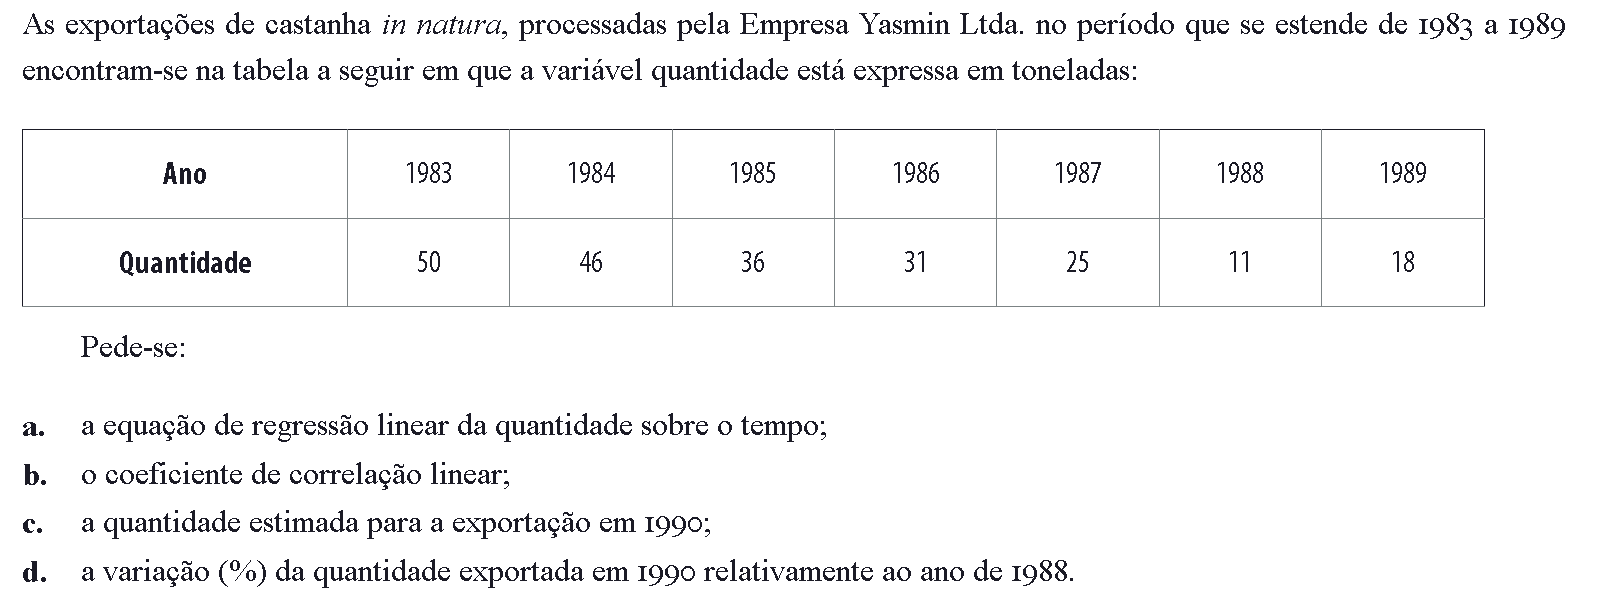 As exportações de castanha in natura, processadas pela Empresa Yasmin Ltda. no período que se estende de 1983 a 1989
encontram-se na tabela a seguir em que a variável quantidade está expressa em toneladas:
Ano 1983 1984 1985 1986 1987 1988 1989
Quantidade 50 46 36 31 25 11 18
Pede-se:
a. a equação de regressão linear da quantidade sobre o tempo;
b. o coeficiente de correlação linear;
c. a quantidade estimada para a exportação em 1990;
d. a variação (%) da quantidade exportada em 1990 relativamente ao ano de 1988.